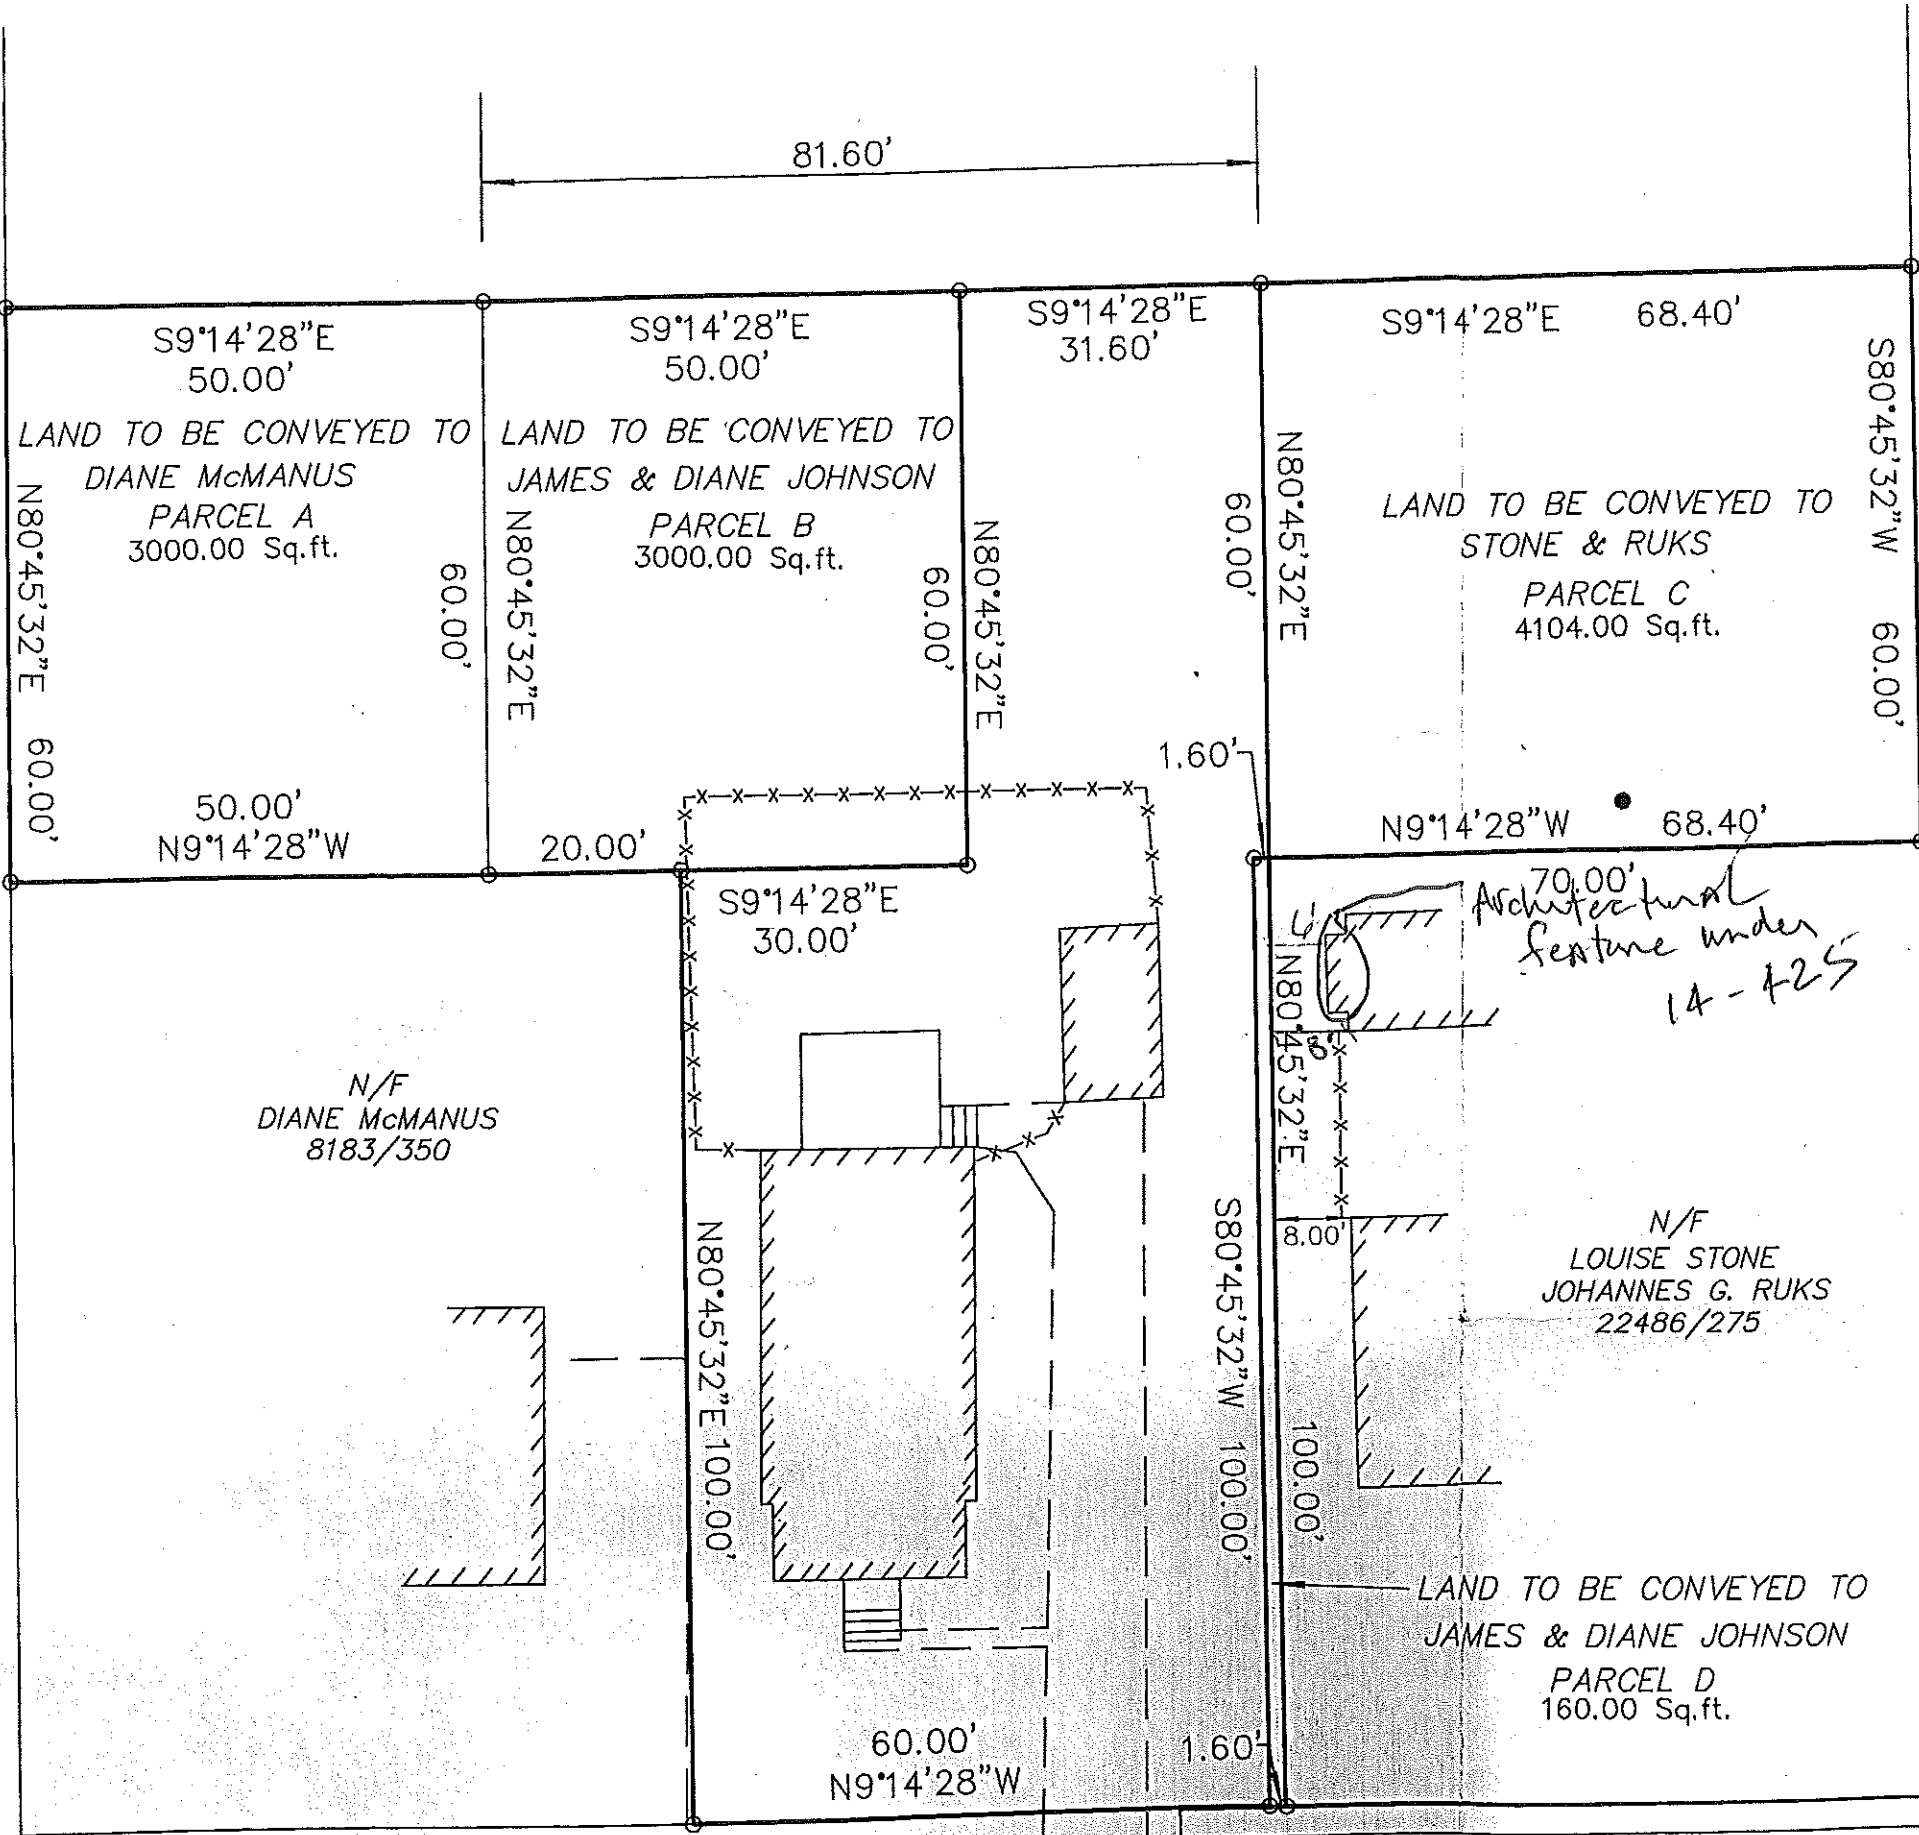 81.60'
S9°14'28"E
50.00'
S9°14'28"E
50.00'
S9°14'28"E
31.60'
S9°14'28"E 68.40'
LAND TO BE CONVEYED TO
DIANE McMANUS
PARCEL A
3000.00 Sq.ft.
LAND TO BE CONVEYED TO
JAMES & DIANE JOHNSON
PARCEL B
3000.00 Sq.ft.
LAND TO BE CONVEYED TO
STONE & RUKS
PARCEL C
4104.00 Sq.ft.
N80°45'32"E 60.00'
60.00'
N80°45'32"E
60.00'
N80°45'32"E
60.00'
N80°45'32"E
S80°45'32"W 60.00'
1.60'
50.00'
N9°14'28"W
20.00'
S9°14'28"E
30.00'
N9°14'28"W 68.40'
70.00'
Architectural
feature under
14-425
4'
8'
N80°45'32"E
100.00'
N/F
DIANE McMANUS
8183/350
N80°45'32"E 100.00'
S80°45'32"W 100.00'
8.00'
N/F
LOUISE STONE
JOHANNES G. RUKS
22486/275
LAND TO BE CONVEYED TO
JAMES & DIANE JOHNSON
PARCEL D
160.00 Sq.ft.
60.00'
N9°14'28"W
1.60'